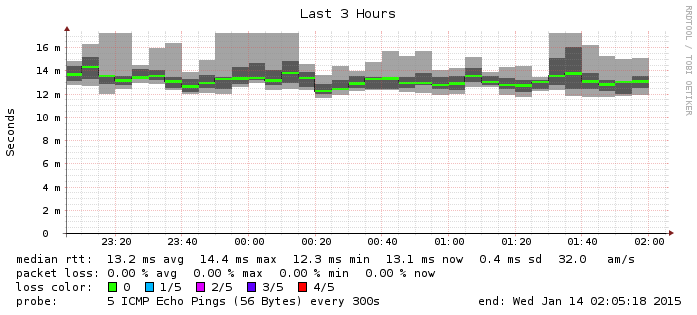 Last 3 Hours
RRDTOOL / TOBI OETIKER
Seconds
16 m
14 m
12 m
10 m
8 m
6 m
4 m
2 m
0
23:20 23:40 00:00 00:20 00:40 01:00 01:20 01:40 02:00
median rtt: 13.2 ms avg 14.4 ms max 12.3 ms min 13.1 ms now 0.4 ms sd 32.0 am/s
packet loss: 0.00 % avg 0.00 % max 0.00 % min 0.00 % now
loss color: 0 1/5 2/5 3/5 4/5
probe: 5 ICMP Echo Pings (56 Bytes) every 300s end: Wed Jan 14 02:05:18 2015